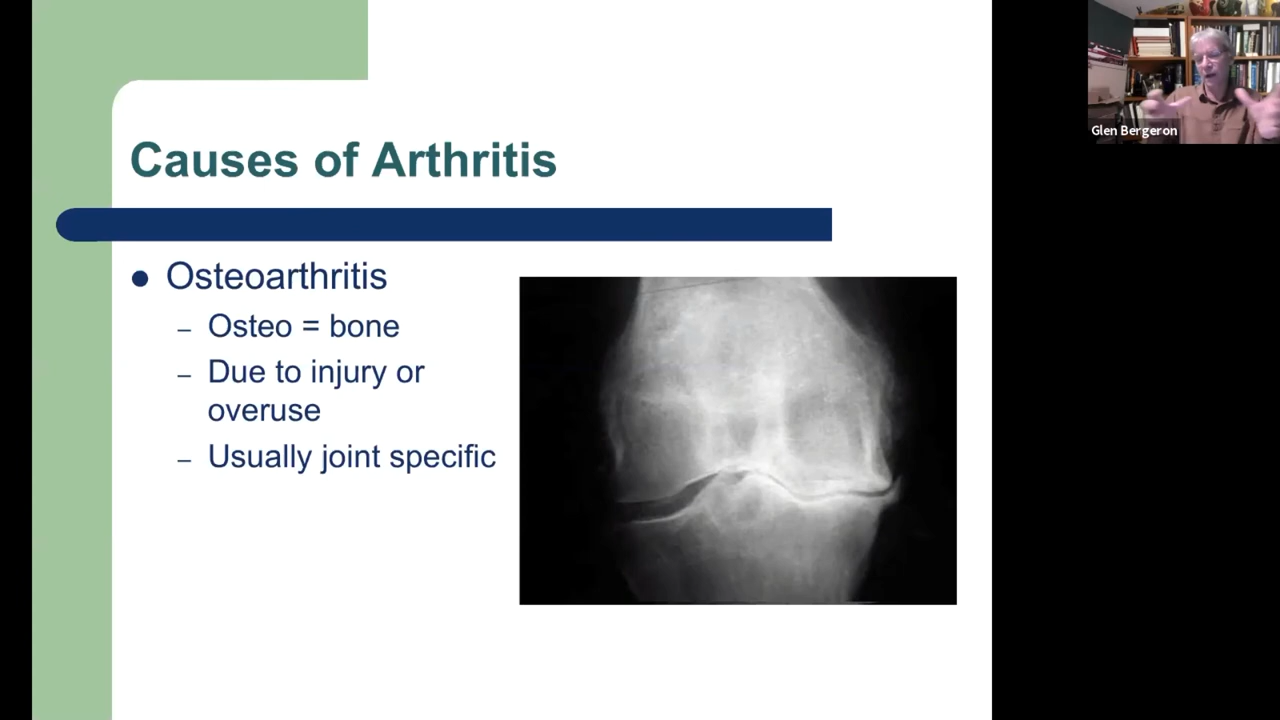 Causes of Arthritis
● Osteoarthritis
– Osteo = bone
– Due to injury or
overuse
– Usually joint specific
Glen Bergeron